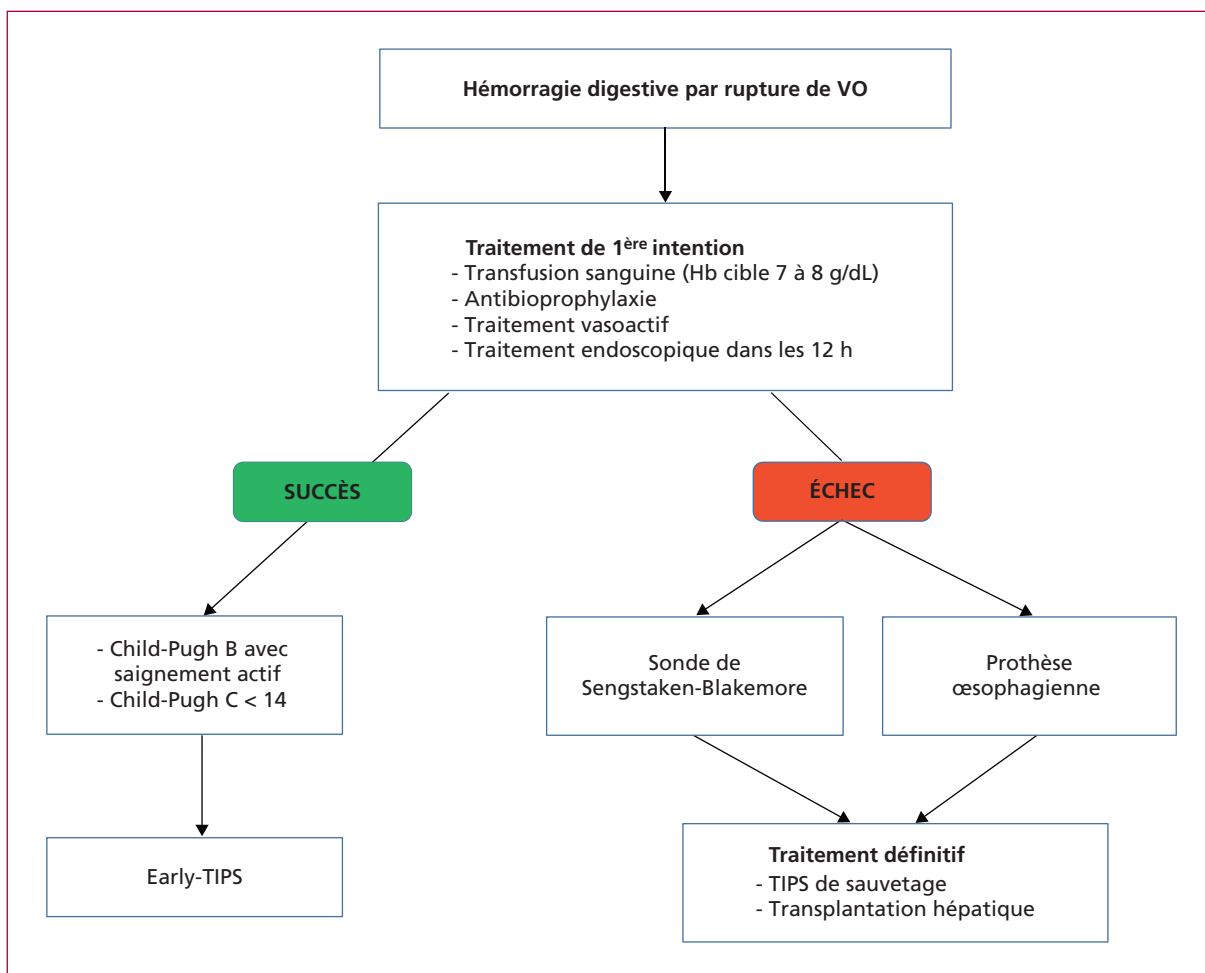 Hémorragie digestive par rupture de VO
Traitement de 1ère intention
- Transfusion sanguine (Hb cible 7 à 8 g/dL)
- Antibioprophylaxie
- Traitement vasoactif
- Traitement endoscopique dans les 12 h
SUCCÈS
ÉCHEC
- Child-Pugh B avec
saignement actif
- Child-Pugh C < 14
Sonde de
Sengstaken-Blakemore
Prothèse
œsophagienne
Early-TIPS
Traitement définitif
- TIPS de sauvetage
- Transplantation hépatique